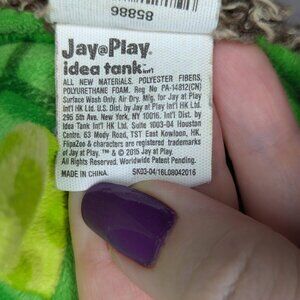 85886
Jay@Play.
idea tank int'l
ALL NEW MATERIALS. POLYESTER FIBERS,
POLYURETHANE FOAM. Reg No PA-14812(CN)
Surface Wash Only. Air Dry. Mfg. for Jay at Play
Int'l HK Ltd. U.S. Dist. by Jay at Play Int'l HK Ltd.
295 5th Ave. New York, NY 10016. Int'l Dist. by
Idea Tank Int'l HK Ltd. Suite 1003-04 Houston
Centre, 63 Mody Road, TST East Kowloon, HK.
FlipaZoo & characters are registered trademarks
of Jay at Play. ™ & © 2015 Jay at Play.
All Rights Reserved. Worldwide Patent Pending.
MADE IN CHINA. SK03-04/16L08042016